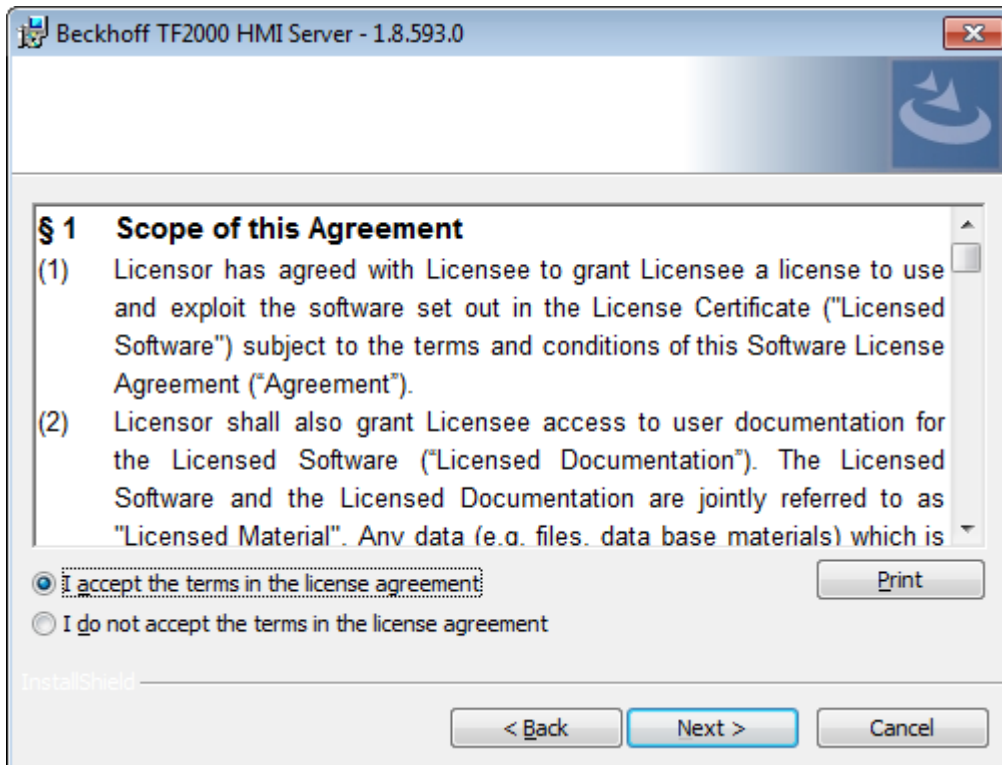 Beckhoff TF2000 HMI Server - 1.8.593.0
§ 1 Scope of this Agreement
(1) Licensor has agreed with Licensee to grant Licensee a license to use
and exploit the software set out in the License Certificate ("Licensed
Software") subject to the terms and conditions of this Software License
Agreement (“Agreement”).
(2) Licensor shall also grant Licensee access to user documentation for
the Licensed Software (“Licensed Documentation”). The Licensed
Software and the Licensed Documentation are jointly referred to as
"Licensed Material". Any data (e.g. files, data base materials) which is
I accept the terms in the license agreement
Print
I do not accept the terms in the license agreement
InstallShield
< Back
Next >
Cancel